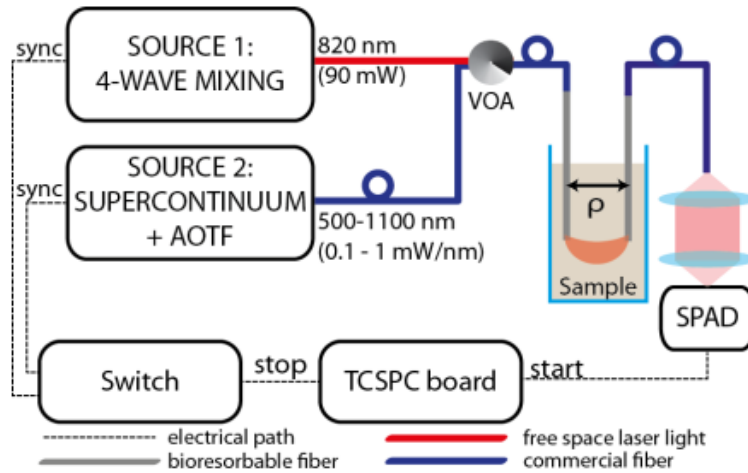 sync
SOURCE 1:
4-WAVE MIXING
820 nm
(90 mW)
VOA
sync
SOURCE 2:
SUPERCONTINUUM
+ AOTF
500-1100 nm
(0.1 - 1 mW/nm)
ρ
Sample
SPAD
Switch
stop
TCSPC board
start
electrical path
free space laser light
bioresorbable fiber
commercial fiber